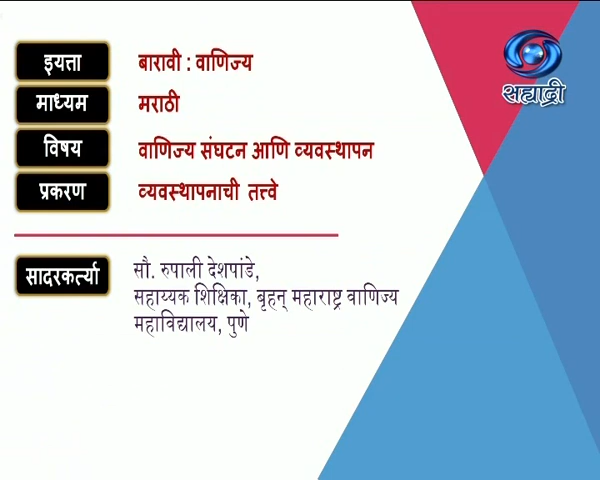 इयत्ता बारावी : वाणिज्य
माध्यम मराठी
विषय वाणिज्य संघटन आणि व्यवस्थापन
प्रकरण व्यवस्थापनाची तत्त्वे
सादरकर्त्या सौ. रुपाली देशपांडे,
सहाय्यक शिक्षिका, बृहन् महाराष्ट्र वाणिज्य
महाविद्यालय, पुणे
सह्याद्री